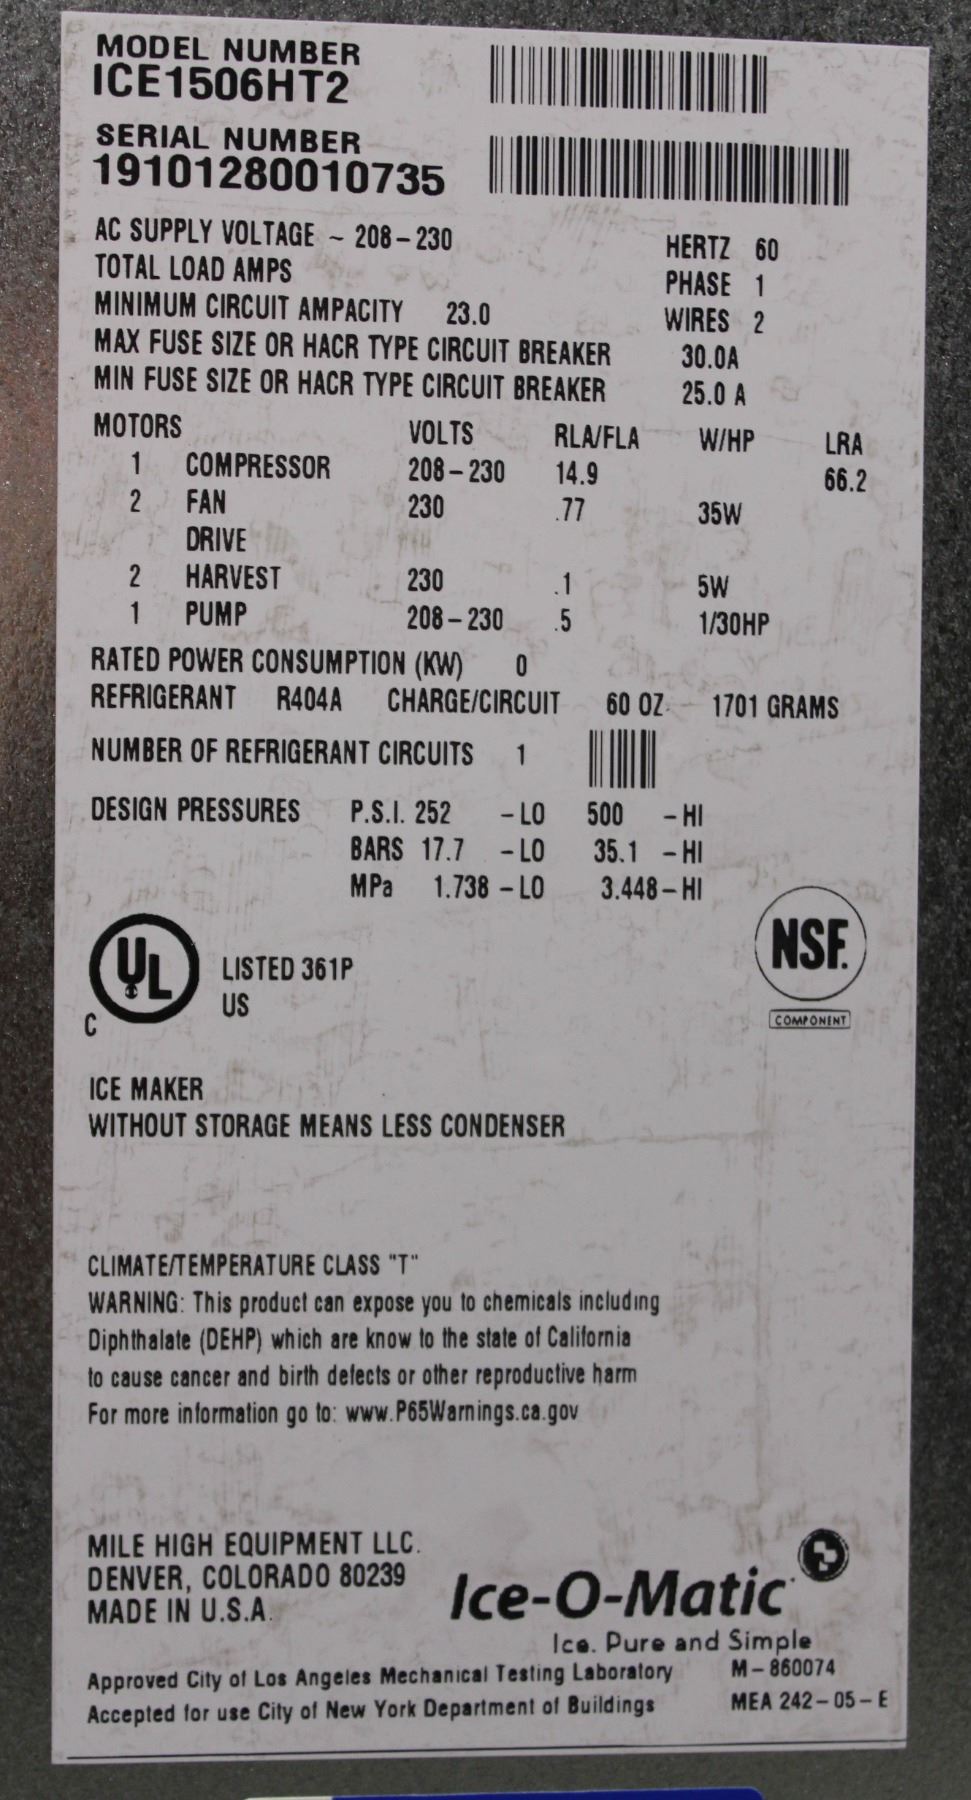 MODEL NUMBER
ICE1506HT2
SERIAL NUMBER
19101280010735
AC SUPPLY VOLTAGE ~ 208-230 HERTZ 60
TOTAL LOAD AMPS PHASE 1
MINIMUM CIRCUIT AMPACITY 23.0 WIRES 2
MAX FUSE SIZE OR HACR TYPE CIRCUIT BREAKER 30.0A
MIN FUSE SIZE OR HACR TYPE CIRCUIT BREAKER 25.0 A
MOTORS VOLTS RLA/FLA W/HP LRA
1 COMPRESSOR 208-230 14.9 66.2
2 FAN 230 .77 35W
DRIVE
2 HARVEST 230 .1 5W
1 PUMP 208-230 .5 1/30HP
RATED POWER CONSUMPTION (KW) 0
REFRIGERANT R404A CHARGE/CIRCUIT 60 OZ 1701 GRAMS
NUMBER OF REFRIGERANT CIRCUITS 1
DESIGN PRESSURES P.S.I. 252 -LO 500 -HI
BARS 17.7 -LO 35.1 -HI
MPa 1.738-LO 3.448-HI
UL LISTED 361P
C US
NSF.
COMPONENT
ICE MAKER
WITHOUT STORAGE MEANS LESS CONDENSER
CLIMATE/TEMPERATURE CLASS "T"
WARNING: This product can expose you to chemicals including
Diphthalate (DEHP) which are know to the state of California
to cause cancer and birth defects or other reproductive harm
For more information go to: www.P65Warnings.ca.gov
MILE HIGH EQUIPMENT LLC.
DENVER, COLORADO 80239
MADE IN U.S.A.
Ice-O-Matic
Ice. Pure and Simple
Approved City of Los Angeles Mechanical Testing Laboratory M-860074
Accepted for use City of New York Department of Buildings MEA 242-05-E